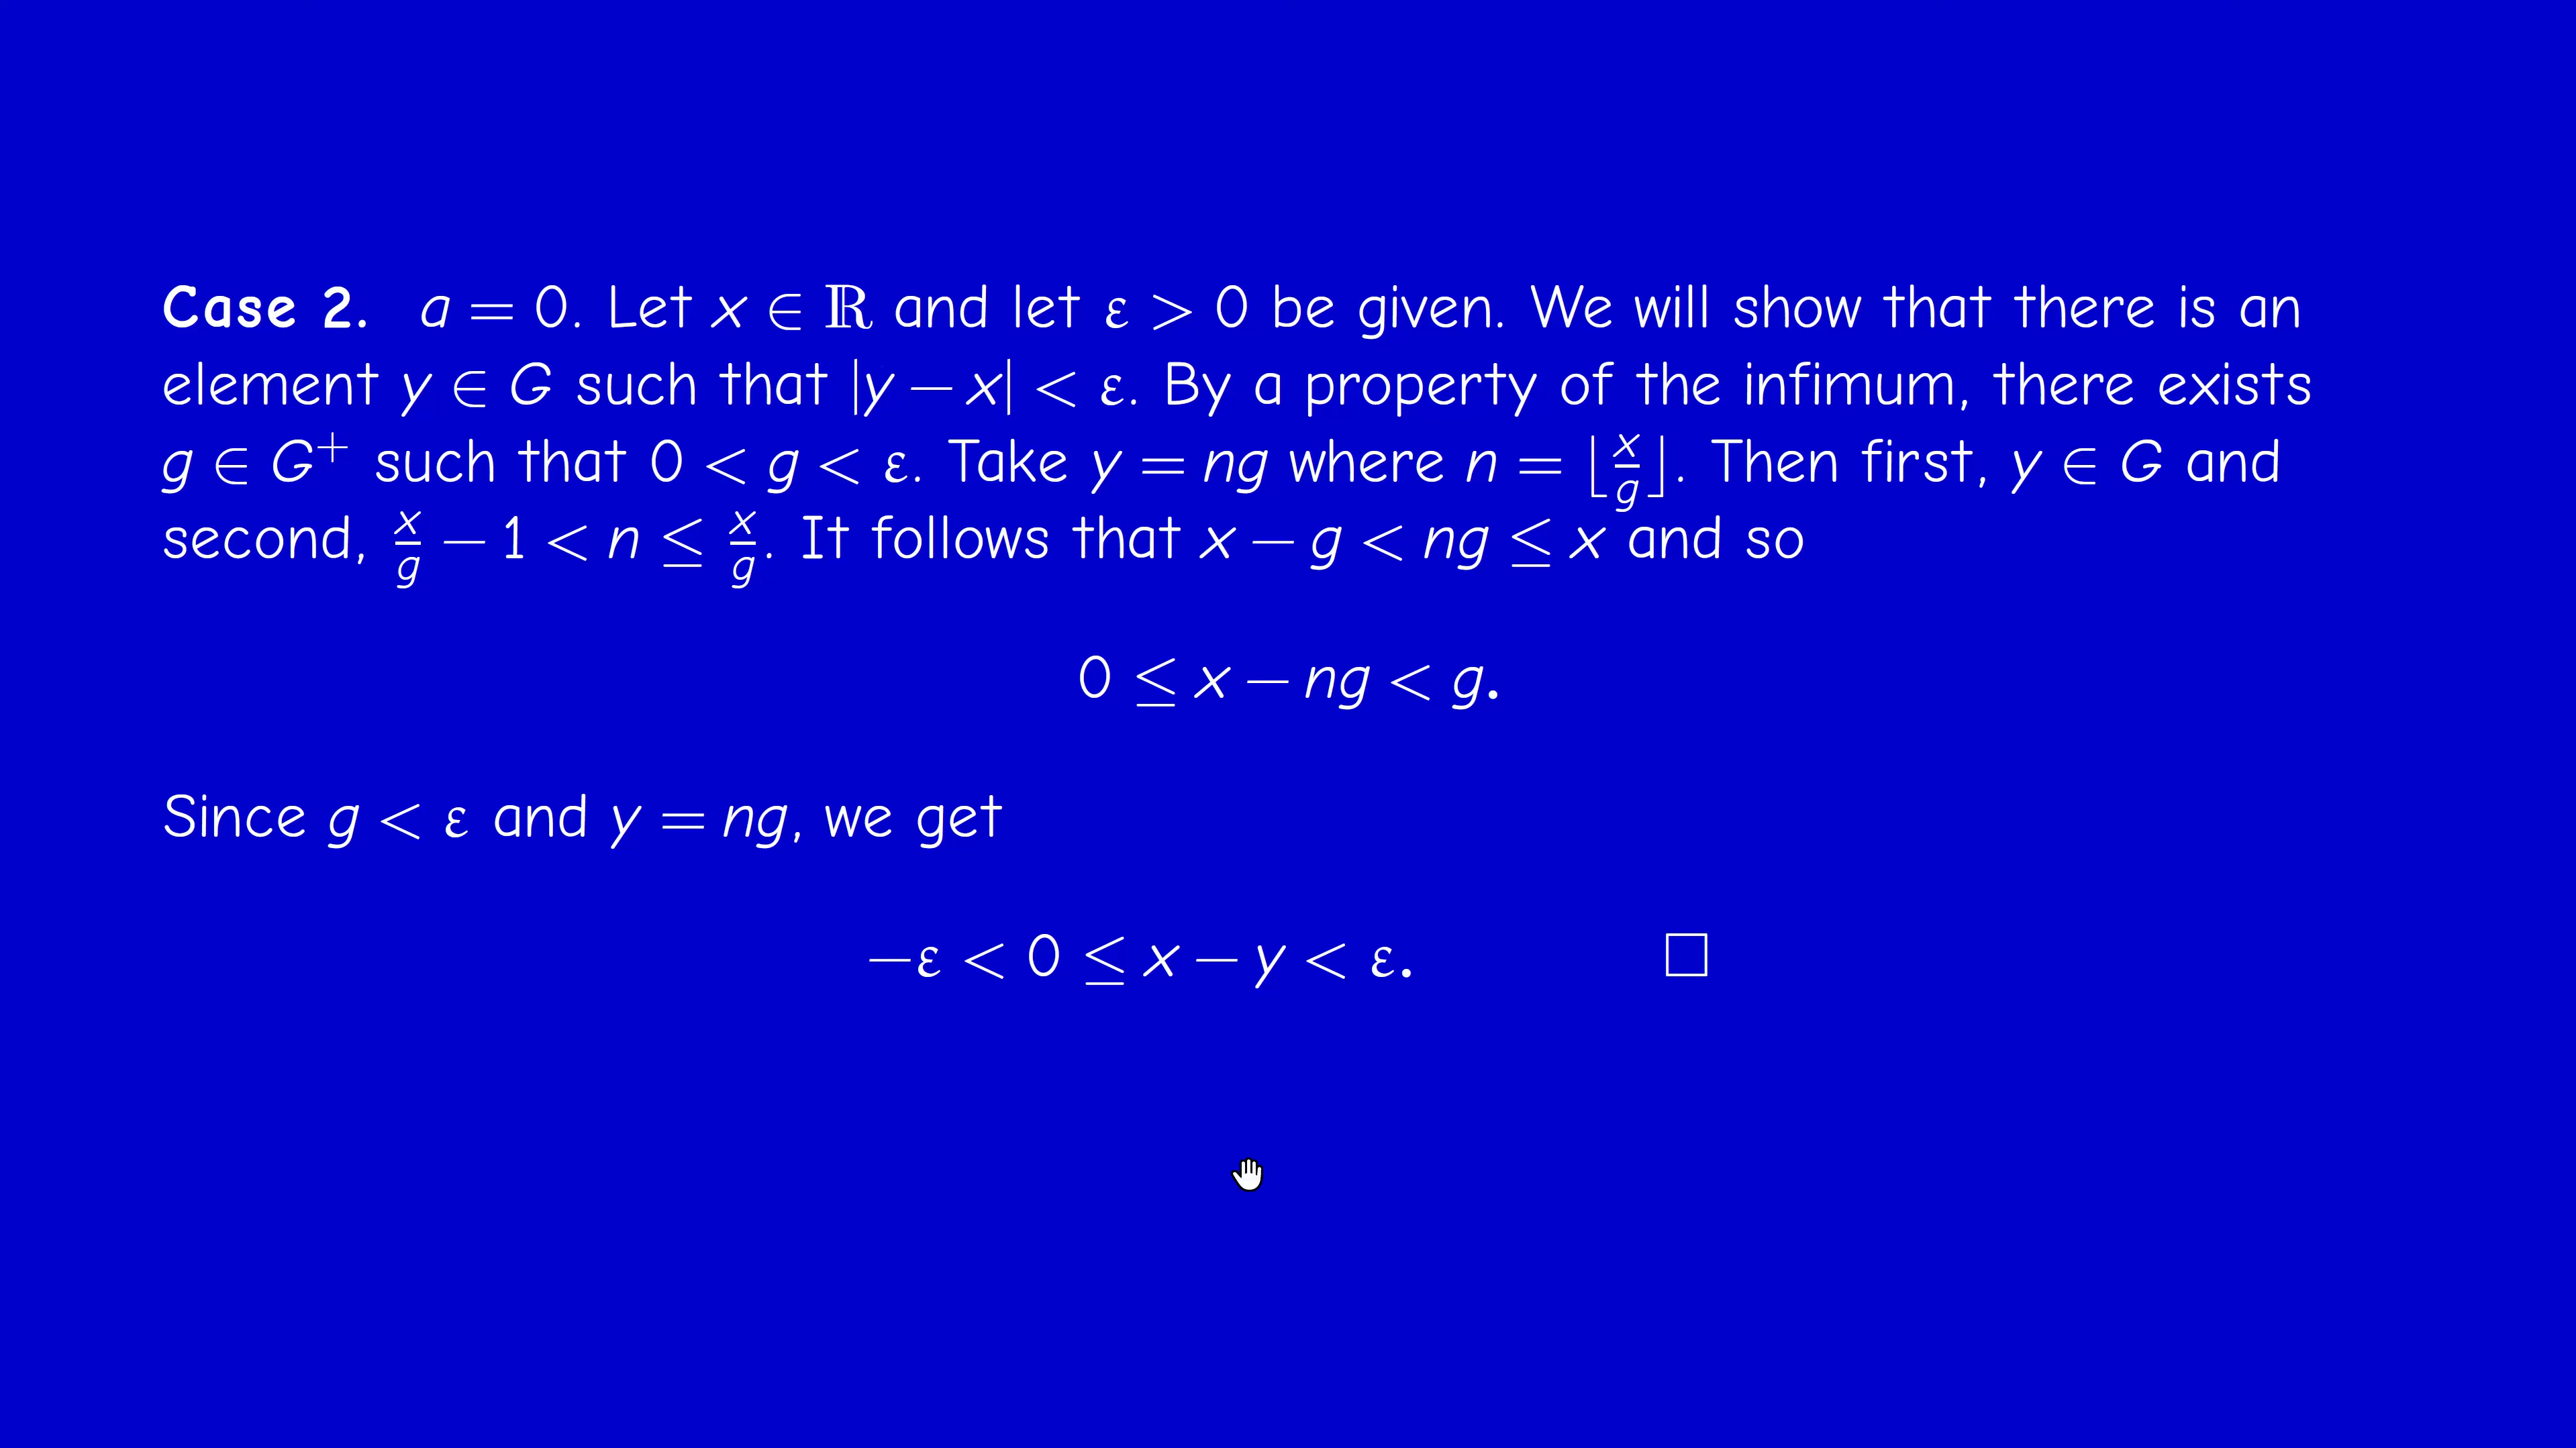 Case 2. a = 0. Let x ∈ ℝ and let ε > 0 be given. We will show that there is an
element y ∈ G such that |y − x| < ε. By a property of the infimum, there exists
g ∈ G⁺ such that 0 < g < ε. Take y = ng where n = ⌊x/g⌋. Then first, y ∈ G and
second, x/g − 1 < n ≤ x/g. It follows that x − g < ng ≤ x and so
0 ≤ x − ng < g.
Since g < ε and y = ng, we get
−ε < 0 ≤ x − y < ε. □